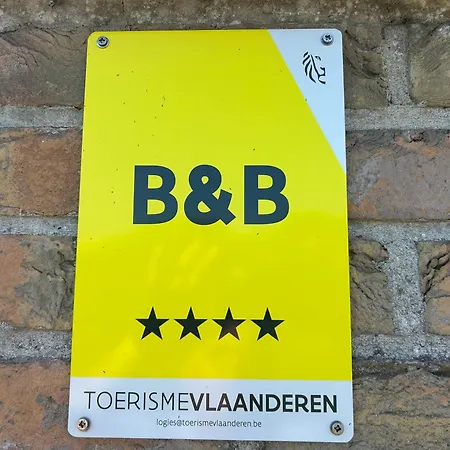 B&B
★★★★
TOERISMEVLAANDEREN
logies@toerismevlaanderen.be